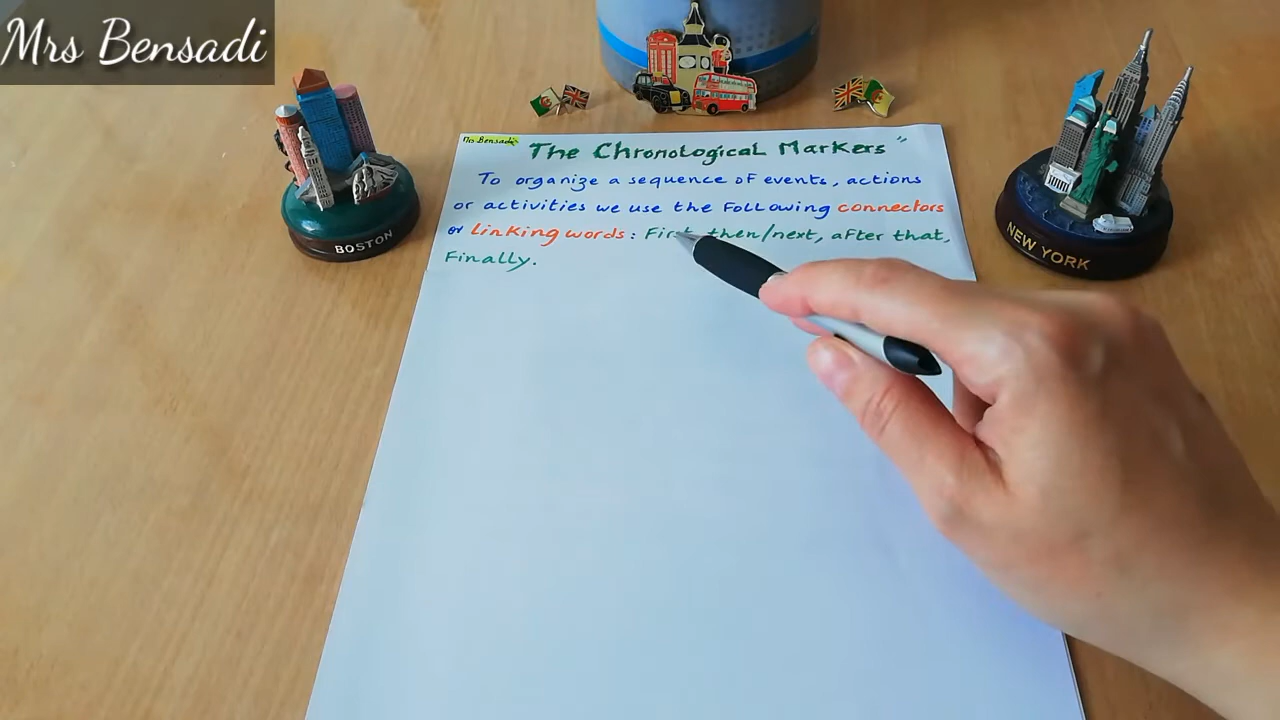 Mrs Bensadi
BOSTON
NEW YORK
Mrs Bensadi
The Chronological Markers"
To organize a sequence of events, actions
or activities we use the following connectors
or linking words: First, then/next, after that,
Finally.